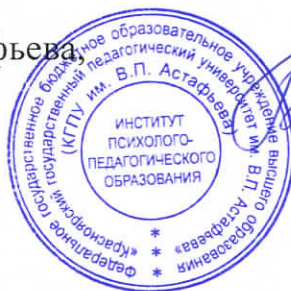 рьева,
Федеральное государственное бюджетное образовательное учреждение высшего образования
«Красноярский государственный педагогический университет им. В.П. Астафьева»
(КГПУ им. В.П. Астафьева)
ИНСТИТУТ
ПСИХОЛОГО-
ПЕДАГОГИЧЕСКОГО
ОБРАЗОВАНИЯ